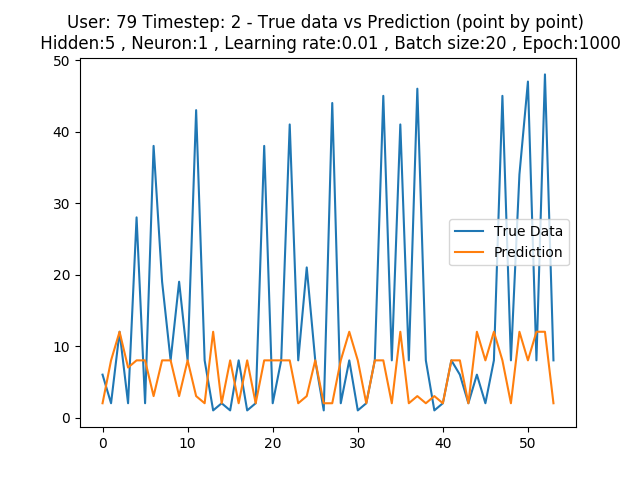 User: 79 Timestep: 2 - True data vs Prediction (point by point)
Hidden:5 , Neuron:1 , Learning rate:0.01 , Batch size:20 , Epoch:1000
50
40
30
20
10
0
True Data
Prediction
0 10 20 30 40 50